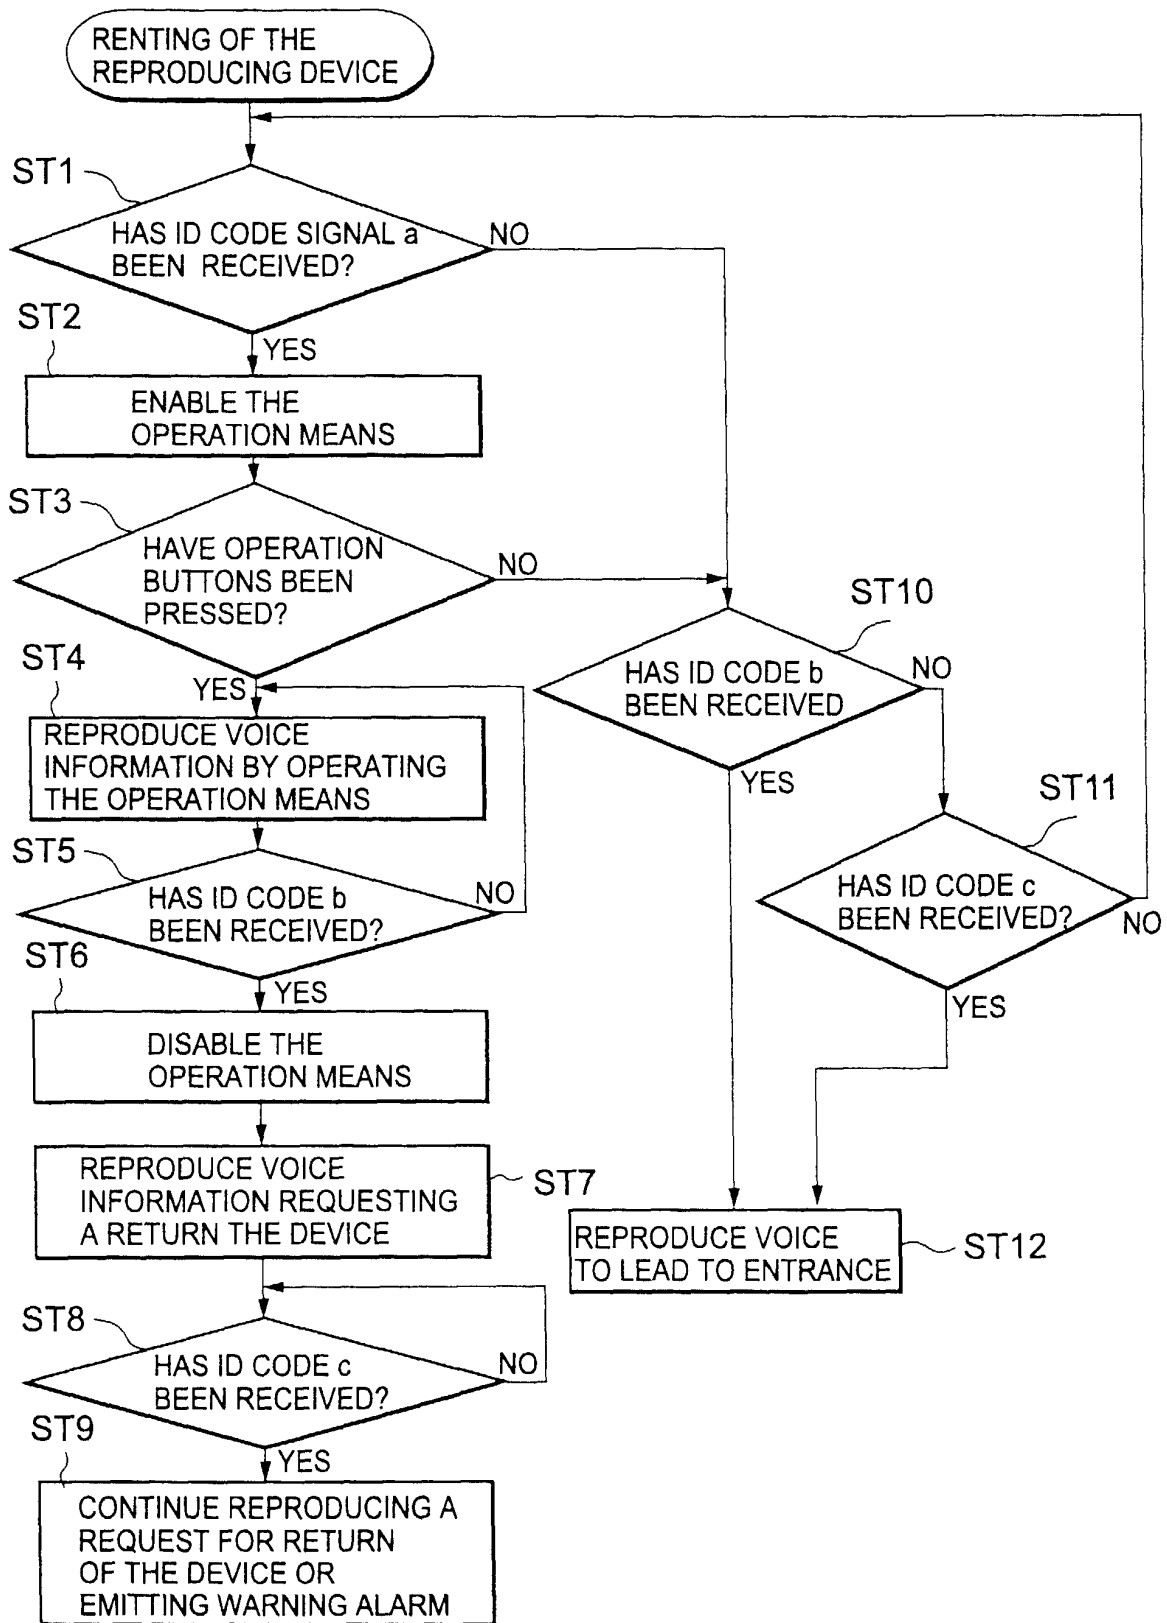 RENTING OF THE
REPRODUCING DEVICE
ST1
HAS ID CODE SIGNAL a
BEEN RECEIVED?
NO
YES
ST2
ENABLE THE
OPERATION MEANS
ST3
HAVE OPERATION
BUTTONS BEEN
PRESSED?
NO
YES
ST4
REPRODUCE VOICE
INFORMATION BY OPERATING
THE OPERATION MEANS
ST5
HAS ID CODE b
BEEN RECEIVED?
NO
YES
ST6
DISABLE THE
OPERATION MEANS
REPRODUCE VOICE
INFORMATION REQUESTING
A RETURN THE DEVICE
ST7
ST8
HAS ID CODE c
BEEN RECEIVED?
NO
YES
ST9
CONTINUE REPRODUCING A
REQUEST FOR RETURN
OF THE DEVICE OR
EMITTING WARNING ALARM
ST10
HAS ID CODE b
BEEN RECEIVED
NO
YES
ST11
HAS ID CODE c
BEEN RECEIVED?
NO
YES
REPRODUCE VOICE
TO LEAD TO ENTRANCE
ST12